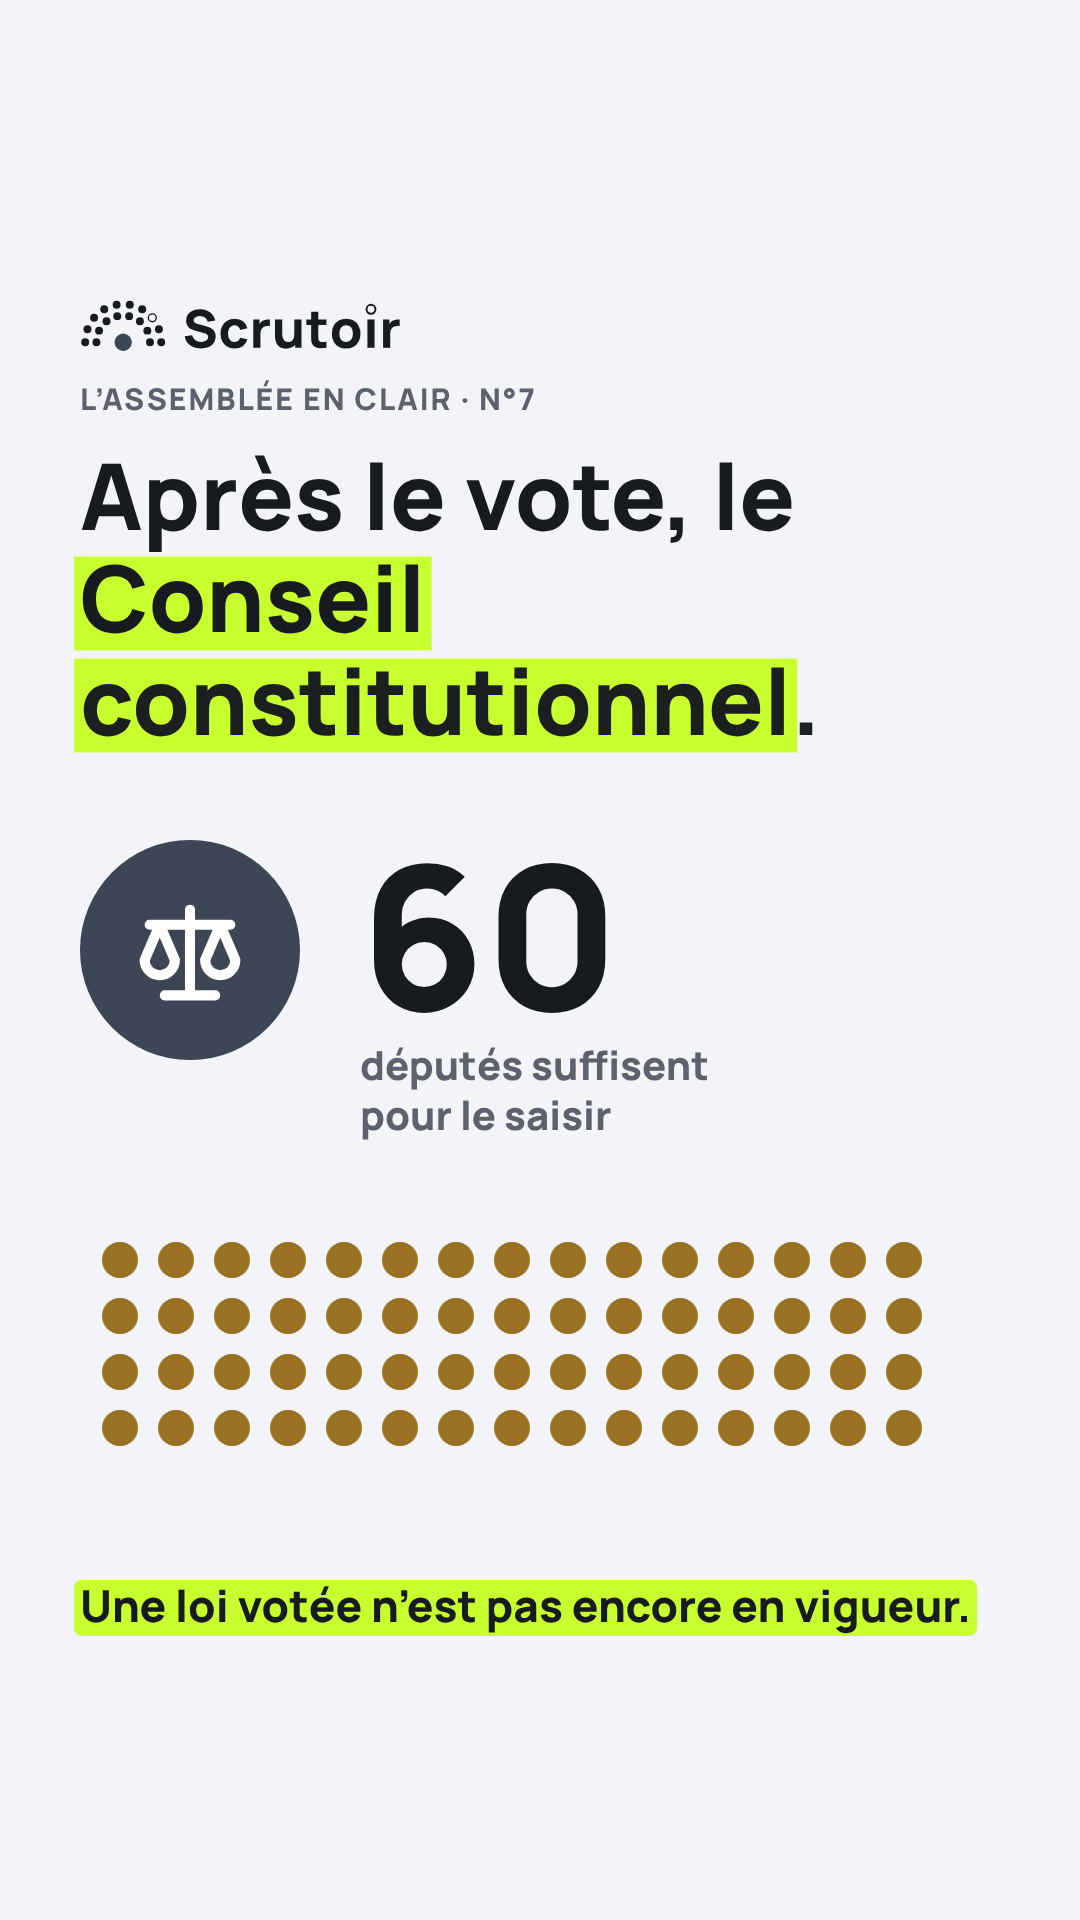 Scrutoir
L’ASSEMBLÉE EN CLAIR · N°7
Après le vote, le
Conseil
constitutionnel.
60
députés suffisent
pour le saisir
Une loi votée n’est pas encore en vigueur.